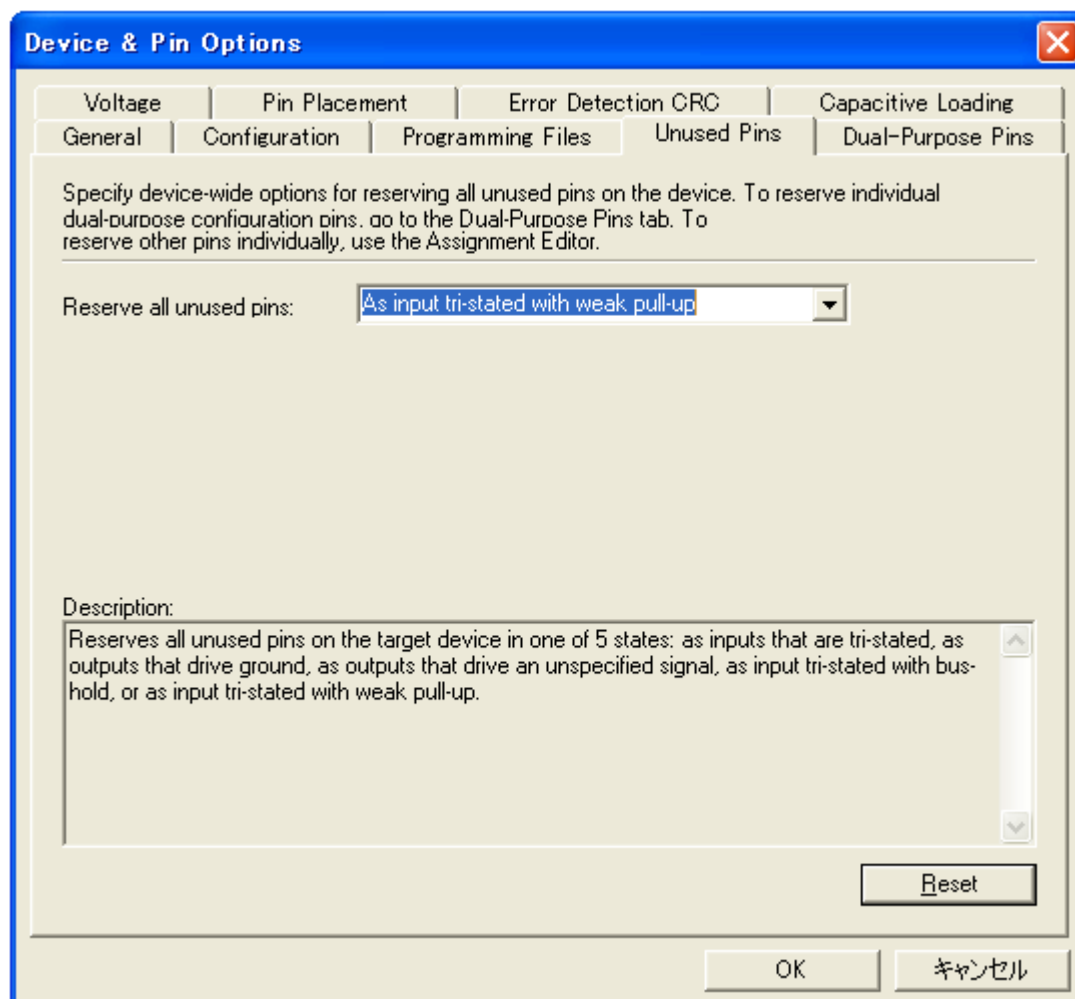 Device & Pin Options
Voltage
Pin Placement
Error Detection CRC
Capacitive Loading
General
Configuration
Programming Files
Unused Pins
Dual-Purpose Pins
Specify device-wide options for reserving all unused pins on the device. To reserve individual
dual-purpose configuration pins, go to the Dual-Purpose Pins tab. To
reserve other pins individually, use the Assignment Editor.
Reserve all unused pins:
As input tri-stated with weak pull-up
Description:
Reserves all unused pins on the target device in one of 5 states: as inputs that are tri-stated, as
outputs that drive ground, as outputs that drive an unspecified signal, as input tri-stated with bus-
hold, or as input tri-stated with weak pull-up.
Reset
OK
キャンセル